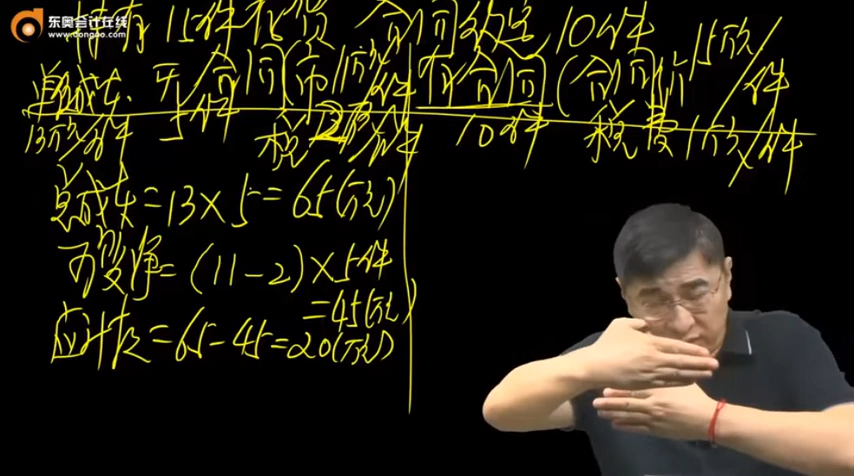 东奥会计在线
www.dongao.com
持有15件存货 合同约定10件
单位成本 无合同(市价11万/件 有合同(合同价15万元/件
13万/件 5件 税2万/件 10件 税费1万元/件
总成本=13×5=65(万元)
可变净=(11-2)×5件
=45(万元)
应计提=65-45=20(万元)